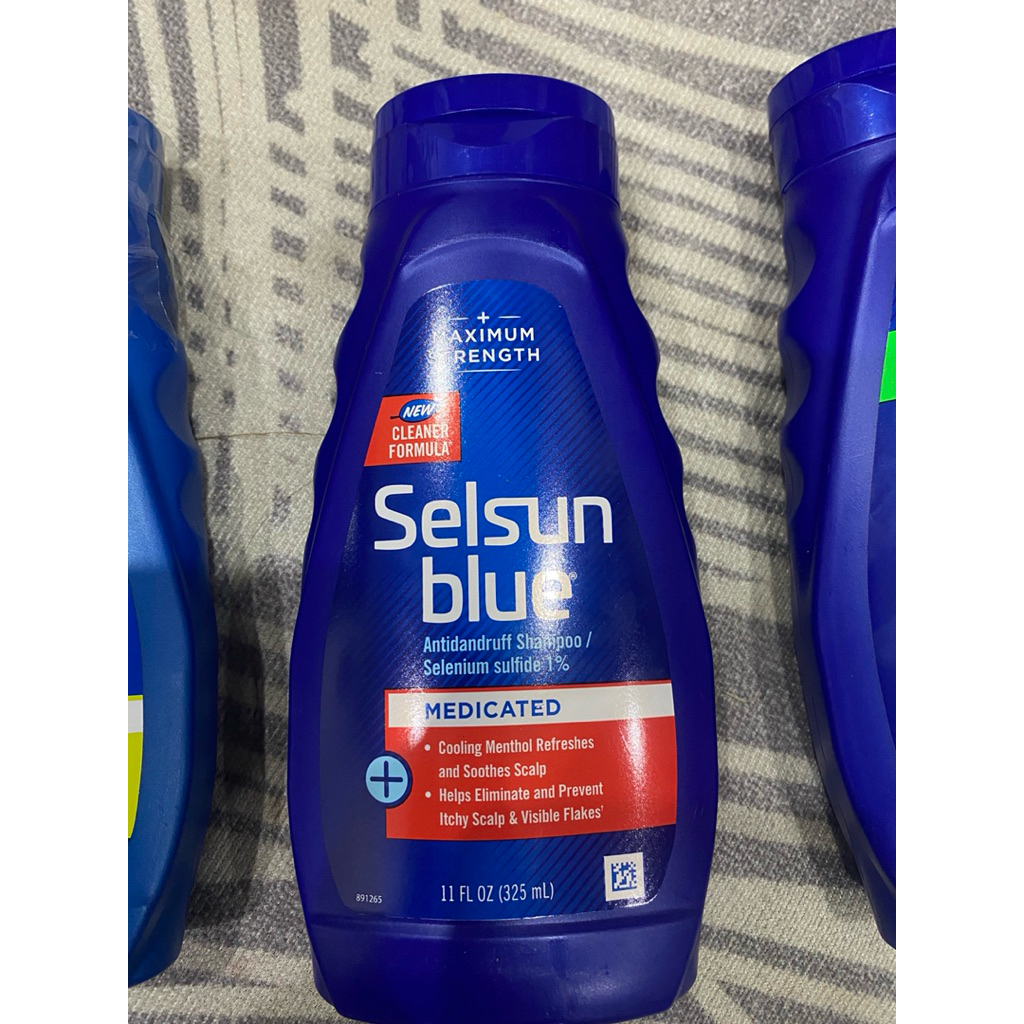 +
MAXIMUM
STRENGTH
NEW
CLEANER
FORMULA*
Selsun
blue®
Antidandruff Shampoo /
Selenium sulfide 1%
MEDICATED
+
• Cooling Menthol Refreshes
and Soothes Scalp
• Helps Eliminate and Prevent
Itchy Scalp & Visible Flakes†
891265
11 FL OZ (325 mL)